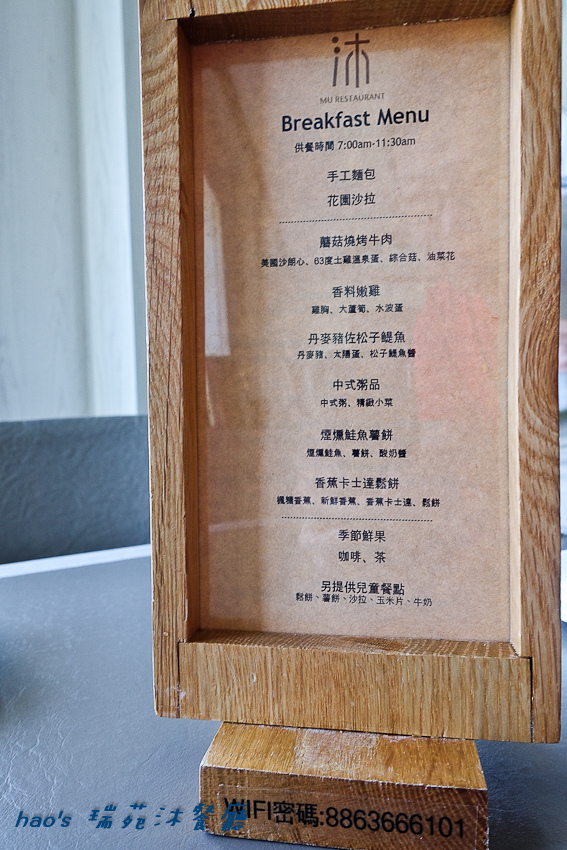 沐
MU RESTAURANT
Breakfast Menu
供餐時間 7:00am-11:30am
手工麵包
花園沙拉
蘑菇燒烤牛肉
美國沙朗心、63度土雞溫泉蛋、綜合菇、油菜花
香料嫩雞
雞胸、大蘆筍、水波蛋
丹麥豬佐松子鯷魚
丹麥豬、太陽蛋、松子鯷魚醬
中式粥品
中式粥、精緻小菜
煙燻鮭魚薯餅
煙燻鮭魚、薯餅、酸奶醬
香蕉卡士達鬆餅
楓糖香蕉、新鮮香蕉、香蕉卡士達、鬆餅
季節鮮果
咖啡、茶
另提供兒童餐點
鬆餅、薯餅、沙拉、玉米片、牛奶
WIFI密碼:8863666101
hao's 瑞苑沐餐廳